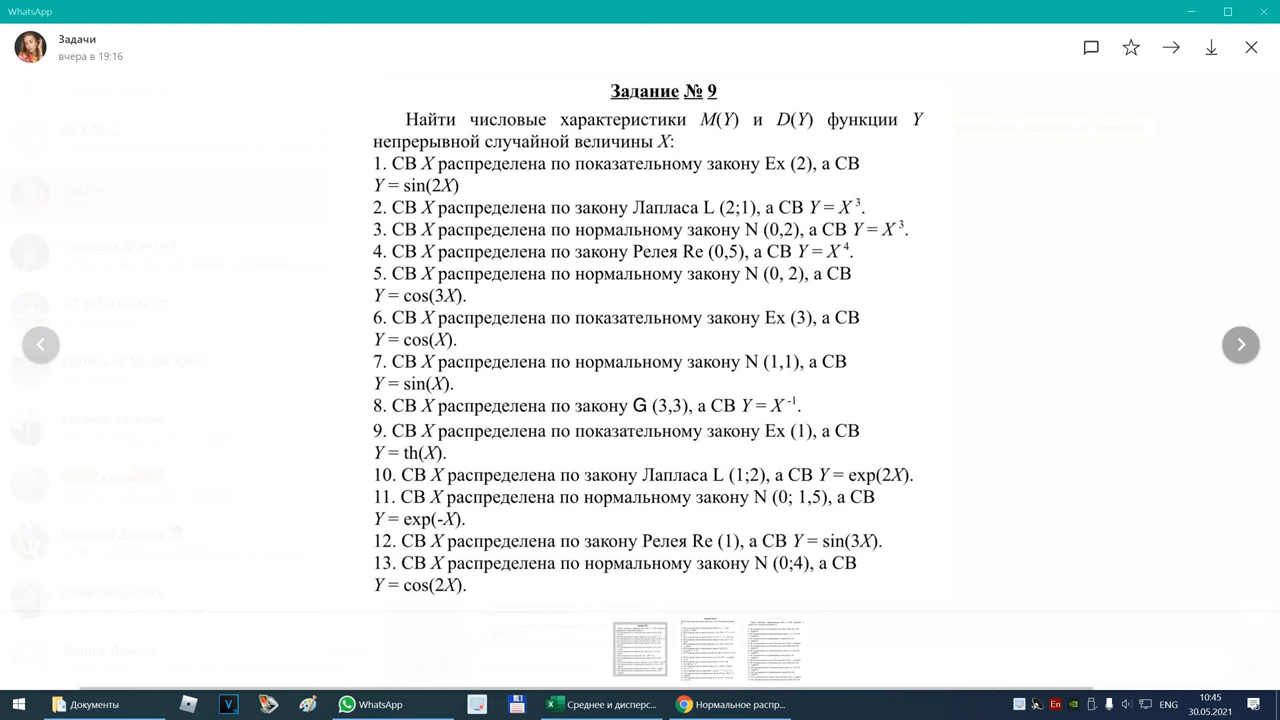 WhatsApp
Задачи
вчера в 19:16
Задание № 9
Найти числовые характеристики M(Y) и D(Y) функции Y
непрерывной случайной величины X:
1. СВ X распределена по показательному закону Ex (2), а СВ
Y = sin(2X)
2. СВ X распределена по закону Лапласа L (2;1), а СВ Y = X³.
3. СВ X распределена по нормальному закону N (0,2), а СВ Y = X³.
4. СВ X распределена по закону Релея Re (0,5), а СВ Y = X⁴.
5. СВ X распределена по нормальному закону N (0, 2), а СВ
Y = cos(3X).
6. СВ X распределена по показательному закону Ex (3), а СВ
Y = cos(X).
7. СВ X распределена по нормальному закону N (1,1), а СВ
Y = sin(X).
8. СВ X распределена по закону G (3,3), а СВ Y = X⁻¹.
9. СВ X распределена по показательному закону Ex (1), а СВ
Y = th(X).
10. СВ X распределена по закону Лапласа L (1;2), а СВ Y = exp(2X).
11. СВ X распределена по нормальному закону N (0; 1,5), а СВ
Y = exp(-X).
12. СВ X распределена по закону Релея Re (1), а СВ Y = sin(3X).
13. СВ X распределена по нормальному закону N (0;4), а СВ
Y = cos(2X).
Документы WhatsApp Среднее и дисперс... Нормальное распр... En ENG
10:45
30.05.2021